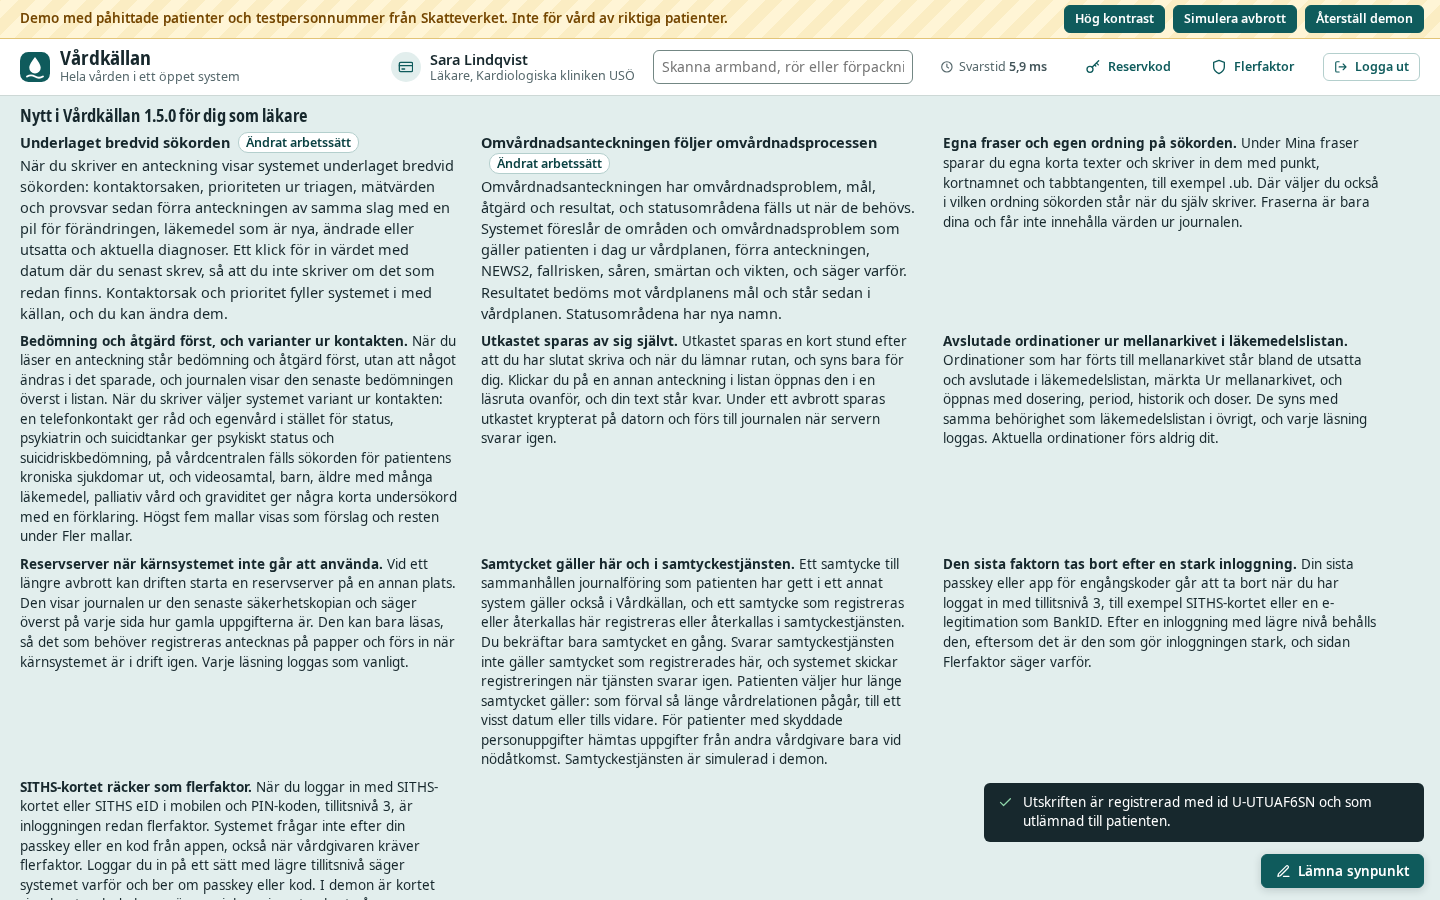 Demo med påhittade patienter och testpersonnummer från Skatteverket. Inte för vård av riktiga patienter.
Hög kontrast
Simulera avbrott
Återställ demon
Vårdkällan
Hela vården i ett öppet system
Sara Lindqvist
Läkare, Kardiologiska kliniken USÖ
Skanna armband, rör eller förpackni
Svarstid 5,9 ms
Reservkod
Flerfaktor
Logga ut
Nytt i Vårdkällan 1.5.0 för dig som läkare
Underlaget bredvid sökorden Ändrat arbetssätt
När du skriver en anteckning visar systemet underlaget bredvid
sökorden: kontaktorsaken, prioriteten ur triagen, mätvärden
och provsvar sedan förra anteckningen av samma slag med en
pil för förändringen, läkemedel som är nya, ändrade eller
utsatta och aktuella diagnoser. Ett klick för in värdet med
datum där du senast skrev, så att du inte skriver om det som
redan finns. Kontaktorsak och prioritet fyller systemet i med
källan, och du kan ändra dem.
Omvårdnadsanteckningen följer omvårdnadsprocessen
Ändrat arbetssätt
Omvårdnadsanteckningen har omvårdnadsproblem, mål,
åtgärd och resultat, och statusområdena fälls ut när de behövs.
Systemet föreslår de områden och omvårdnadsproblem som
gäller patienten i dag ur vårdplanen, förra anteckningen,
NEWS2, fallrisken, såren, smärtan och vikten, och säger varför.
Resultatet bedöms mot vårdplanens mål och står sedan i
vårdplanen. Statusområdena har nya namn.
Egna fraser och egen ordning på sökorden. Under Mina fraser
sparar du egna korta texter och skriver in dem med punkt,
kortnamnet och tabbtangenten, till exempel .ub. Där väljer du också
i vilken ordning sökorden står när du själv skriver. Fraserna är bara
dina och får inte innehålla värden ur journalen.
Bedömning och åtgärd först, och varianter ur kontakten. När du
läser en anteckning står bedömning och åtgärd först, utan att något
ändras i det sparade, och journalen visar den senaste bedömningen
överst i listan. När du skriver väljer systemet variant ur kontakten:
en telefonkontakt ger råd och egenvård i stället för status,
psykiatrin och suicidtankar ger psykiskt status och
suicidriskbedömning, på vårdcentralen fälls sökorden för patientens
kroniska sjukdomar ut, och videosamtal, barn, äldre med många
läkemedel, palliativ vård och graviditet ger några korta undersökord
med en förklaring. Högst fem mallar visas som förslag och resten
under Fler mallar.
Utkastet sparas av sig självt. Utkastet sparas en kort stund efter
att du har slutat skriva och när du lämnar rutan, och syns bara för
dig. Klickar du på en annan anteckning i listan öppnas den i en
läsruta ovanför, och din text står kvar. Under ett avbrott sparas
utkastet krypterat på datorn och förs till journalen när servern
svarar igen.
Avslutade ordinationer ur mellanarkivet i läkemedelslistan.
Ordinationer som har förts till mellanarkivet står bland de utsatta
och avslutade i läkemedelslistan, märkta Ur mellanarkivet, och
öppnas med dosering, period, historik och doser. De syns med
samma behörighet som läkemedelslistan i övrigt, och varje läsning
loggas. Aktuella ordinationer förs aldrig dit.
Reservserver när kärnsystemet inte går att använda. Vid ett
längre avbrott kan driften starta en reservserver på en annan plats.
Den visar journalen ur den senaste säkerhetskopian och säger
överst på varje sida hur gamla uppgifterna är. Den kan bara läsas,
så det som behöver registreras antecknas på papper och förs in när
kärnsystemet är i drift igen. Varje läsning loggas som vanligt.
Samtycket gäller här och i samtyckestjänsten. Ett samtycke till
sammanhållen journalföring som patienten har gett i ett annat
system gäller också i Vårdkällan, och ett samtycke som registreras
eller återkallas här registreras eller återkallas i samtyckestjänsten.
Du bekräftar bara samtycket en gång. Svarar samtyckestjänsten
inte gäller samtycket som registrerades här, och systemet skickar
registreringen när tjänsten svarar igen. Patienten väljer hur länge
samtycket gäller: som förval så länge vårdrelationen pågår, till ett
visst datum eller tills vidare. För patienter med skyddade
personuppgifter hämtas uppgifter från andra vårdgivare bara vid
nödåtkomst. Samtyckestjänsten är simulerad i demon.
Den sista faktorn tas bort efter en stark inloggning. Din sista
passkey eller app för engångskoder går att ta bort när du har
loggat in med tillitsnivå 3, till exempel SITHS-kortet eller en e-
legitimation som BankID. Efter en inloggning med lägre nivå behålls
den, eftersom det är den som gör inloggningen stark, och sidan
Flerfaktor säger varför.
SITHS-kortet räcker som flerfaktor. När du loggar in med SITHS-
kortet eller SITHS eID i mobilen och PIN-koden, tillitsnivå 3, är
inloggningen redan flerfaktor. Systemet frågar inte efter din
passkey eller en kod från appen, också när vårdgivaren kräver
flerfaktor. Loggar du in på ett sätt med lägre tillitsnivå säger
systemet varför och ber om passkey eller kod. I demon är kortet
Utskriften är registrerad med id U-UTUAF6SN och som
utlämnad till patienten.
Lämna synpunkt